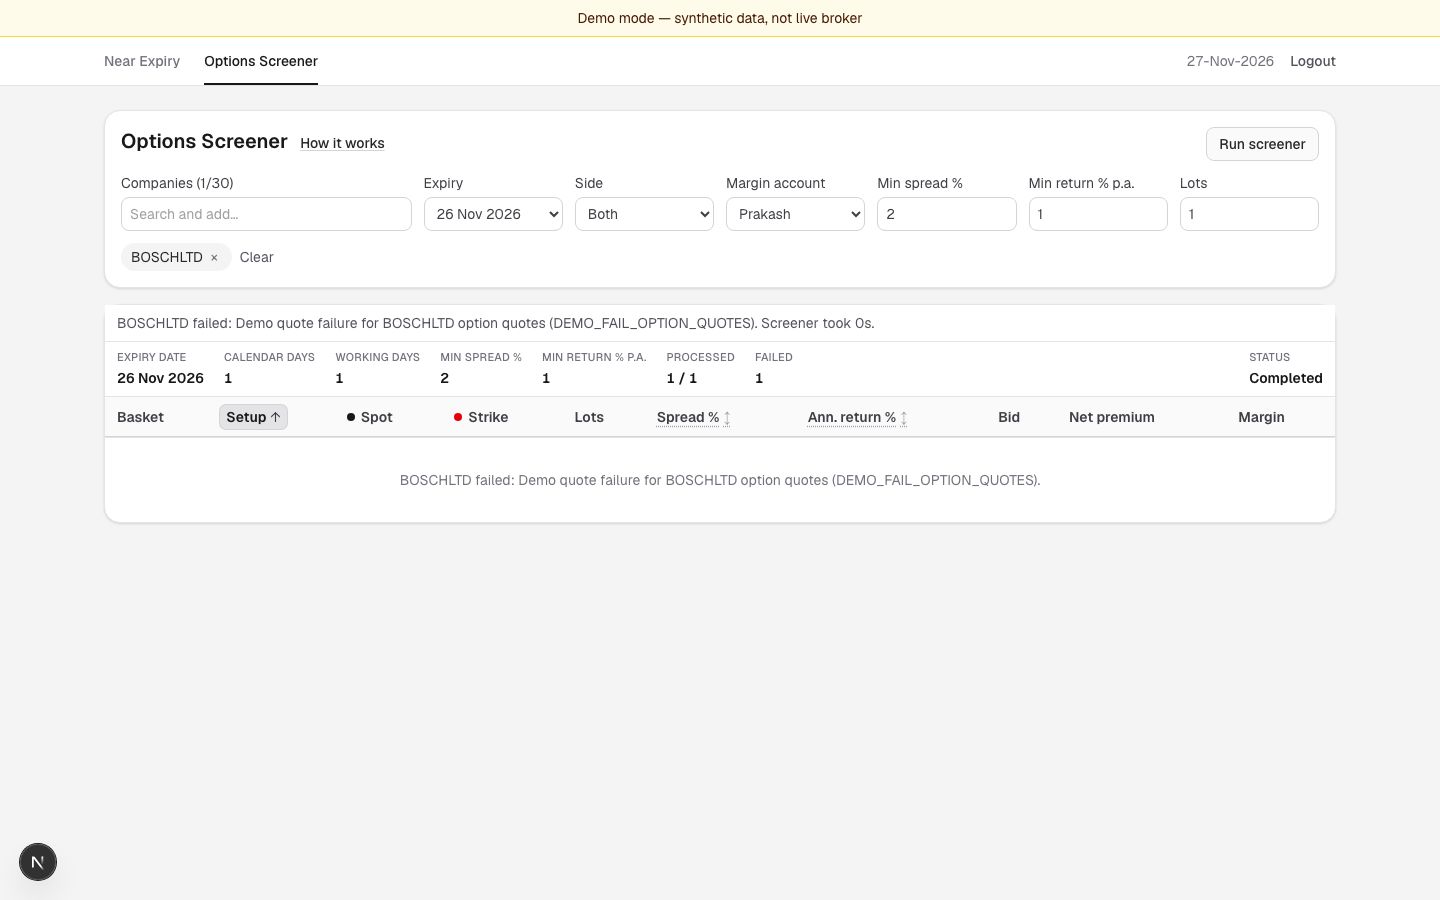 Demo mode — synthetic data, not live broker
Near Expiry Options Screener 27-Nov-2026 Logout
Options Screener How it works Run screener
Companies (1/30) Expiry Side Margin account Min spread % Min return % p.a. Lots
Search and add... 26 Nov 2026 Both Prakash 2 1 1
BOSCHLTD × Clear
BOSCHLTD failed: Demo quote failure for BOSCHLTD option quotes (DEMO_FAIL_OPTION_QUOTES). Screener took 0s.
EXPIRY DATE CALENDAR DAYS WORKING DAYS MIN SPREAD % MIN RETURN % P.A. PROCESSED FAILED STATUS
26 Nov 2026 1 1 2 1 1 / 1 1 Completed
Basket Setup ↑ Spot Strike Lots Spread % ↕ Ann. return % ↕ Bid Net premium Margin
BOSCHLTD failed: Demo quote failure for BOSCHLTD option quotes (DEMO_FAIL_OPTION_QUOTES).
N